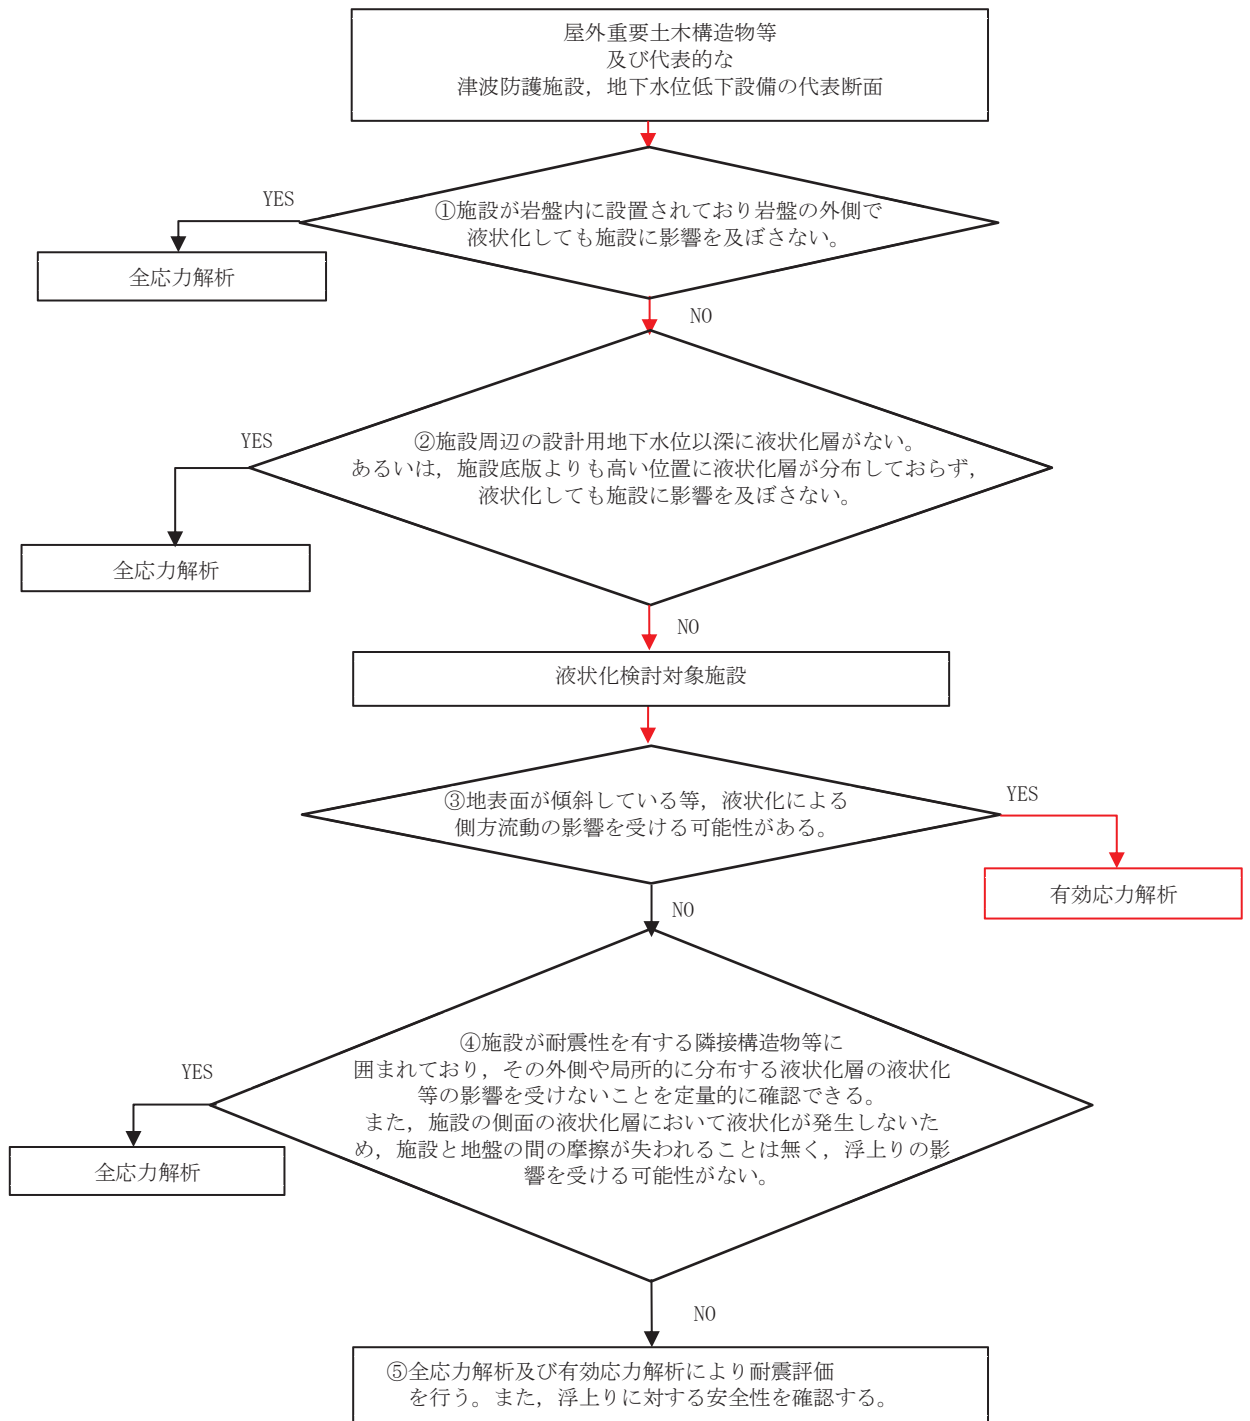 屋外重要土木構造物等
及び代表的な
津波防護施設,地下水位低下設備の代表断面
YES
①施設が岩盤内に設置されており岩盤の外側で
液状化しても施設に影響を及ぼさない。
全応力解析
NO
YES
②施設周辺の設計用地下水位以深に液状化層がない。
あるいは,施設底版よりも高い位置に液状化層が分布しておらず,
液状化しても施設に影響を及ぼさない。
全応力解析
NO
液状化検討対象施設
③地表面が傾斜している等,液状化による
側方流動の影響を受ける可能性がある。
YES
有効応力解析
NO
④施設が耐震性を有する隣接構造物等に
囲まれており,その外側や局所的に分布する液状化層の液状化
等の影響を受けないことを定量的に確認できる。
また,施設の側面の液状化層において液状化が発生しないた
め,施設と地盤の間の摩擦が失われることは無く,浮上りの影
響を受ける可能性がない。
YES
全応力解析
NO
⑤全応力解析及び有効応力解析により耐震評価
を行う。また,浮上りに対する安全性を確認する。